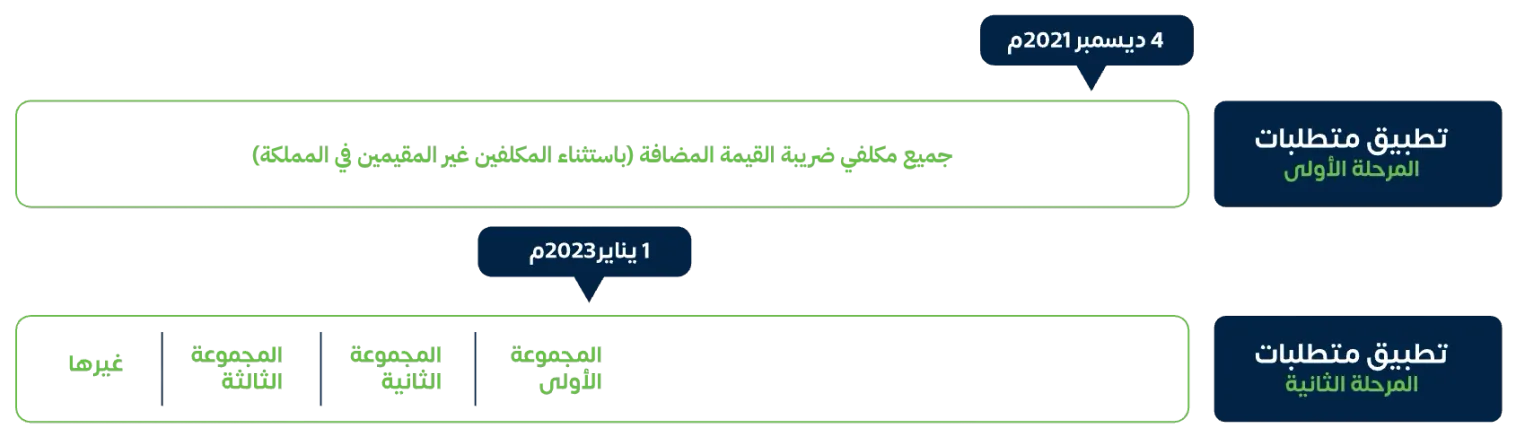 4 ديسمبر 2021م
تطبيق متطلبات
المرحلة الأولى
جميع مكلفي ضريبة القيمة المضافة (باستثناء المكلفين غير المقيمين في المملكة)
1 يناير 2023م
تطبيق متطلبات
المرحلة الثانية
المجموعة
الأولى
المجموعة
الثانية
المجموعة
الثالثة
غيرها